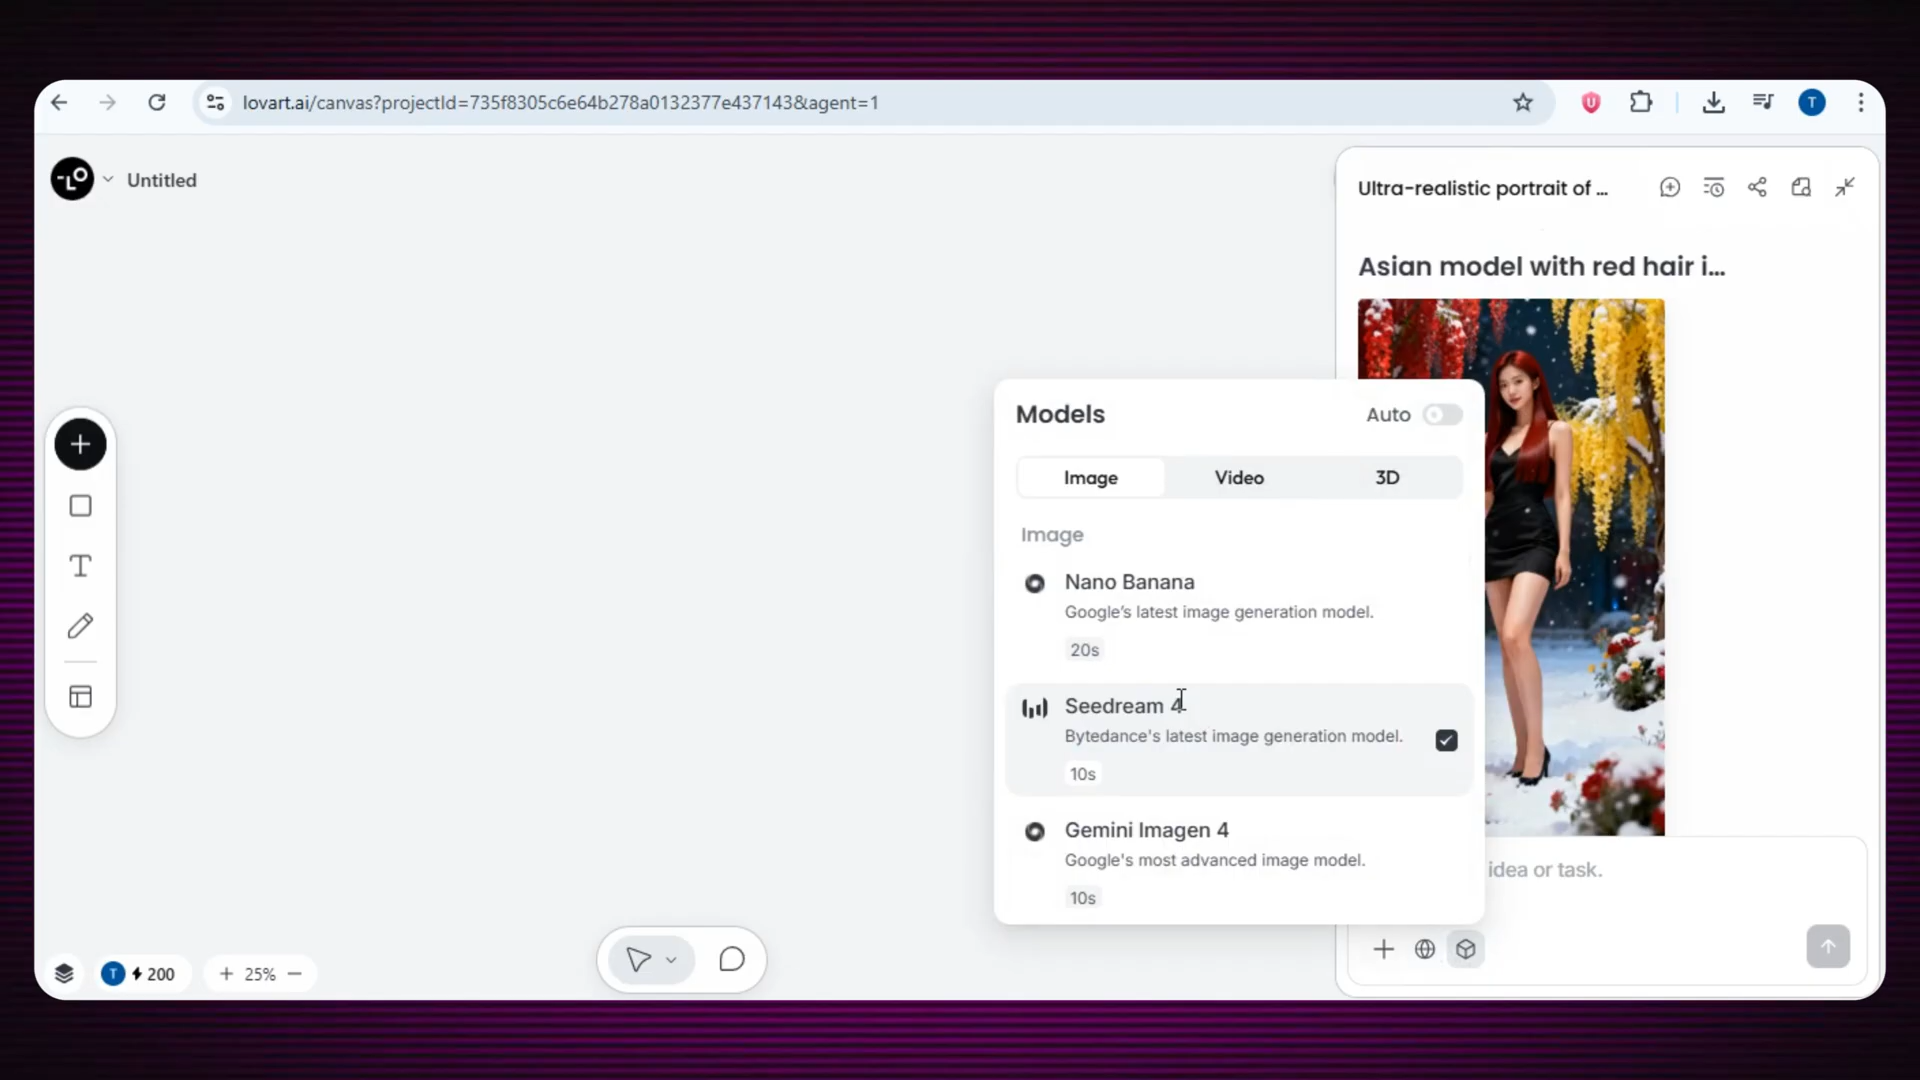 lovart.ai/canvas?projectId=735f8305c6e64b278a0132377e437143&agent=1
T
Untitled
Ultra-realistic portrait of ...
Asian model with red hair i...
Models
Auto
Image
Video
3D
Image
Nano Banana
Google's latest image generation model.
20s
Seedream 4
Bytedance's latest image generation model.
10s
Gemini Imagen 4
Google's most advanced image model.
10s
idea or task.
T
200
25%